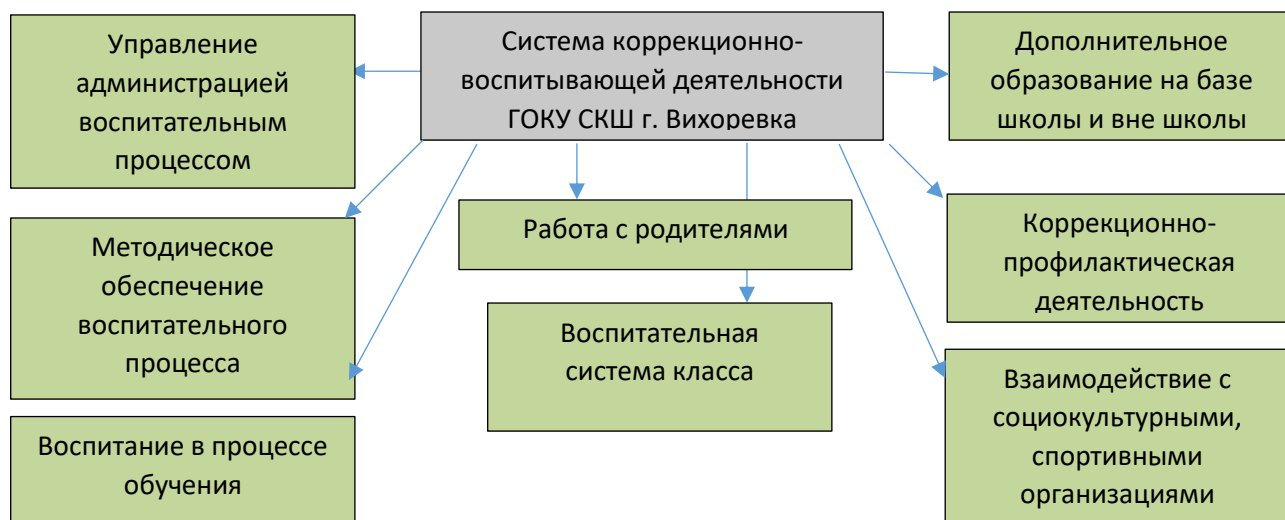 Управление
администрацией
воспитательным
процессом
Система коррекционно-
воспитывающей деятельности
ГОКУ СКШ г. Вихоревка
Дополнительное
образование на базе
школы и вне школы
Методическое
обеспечение
воспитательного
процесса
Работа с родителями
Коррекционно-
профилактическая
деятельность
Воспитательная
система класса
Воспитание в процессе
обучения
Взаимодействие с
социокультурными,
спортивными
организациями